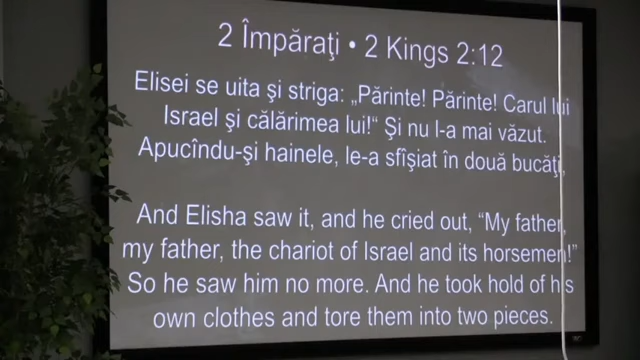 2 Împăraţi • 2 Kings 2:12
Elisei se uita şi striga: „Părinte! Părinte! Carul lui
Israel şi călărimea lui!“ Şi nu l-a mai văzut.
Apucîndu-şi hainele, le-a sfîşiat în două bucăţi,
And Elisha saw it, and he cried out, “My father,
my father, the chariot of Israel and its horsemen!”
So he saw him no more. And he took hold of his
own clothes and tore them into two pieces.